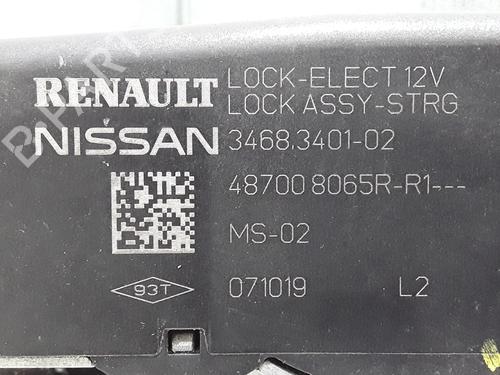 RENAULT LOCK-ELECT 12V
LOCK ASSY-STRG
NISSAN 3468.3401-02
48700 8065R-R1---
MS-02
93T 071019 L2
B-PARTS